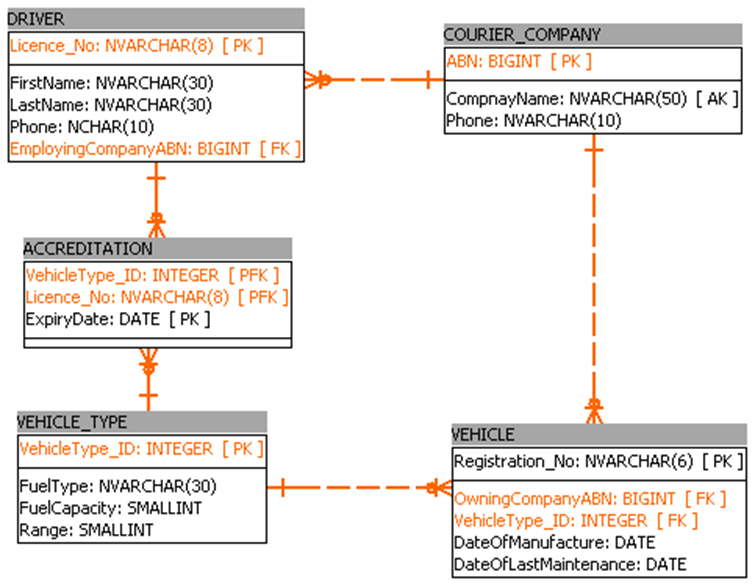 DRIVER
Licence_No: NVARCHAR(8) [ PK ]
FirstName: NVARCHAR(30)
LastName: NVARCHAR(30)
Phone: NCHAR(10)
EmployingCompanyABN: BIGINT [ FK ]
COURIER_COMPANY
ABN: BIGINT [ PK ]
CompnayName: NVARCHAR(50) [ AK ]
Phone: NVARCHAR(10)
ACCREDITATION
VehicleType_ID: INTEGER [ PFK ]
Licence_No: NVARCHAR(8) [ PFK ]
ExpiryDate: DATE [ PK ]
VEHICLE_TYPE
VehicleType_ID: INTEGER [ PK ]
FuelType: NVARCHAR(30)
FuelCapacity: SMALLINT
Range: SMALLINT
VEHICLE
Registration_No: NVARCHAR(6) [ PK ]
OwningCompanyABN: BIGINT [ FK ]
VehicleType_ID: INTEGER [ FK ]
DateOfManufacture: DATE
DateOfLastMaintenance: DATE